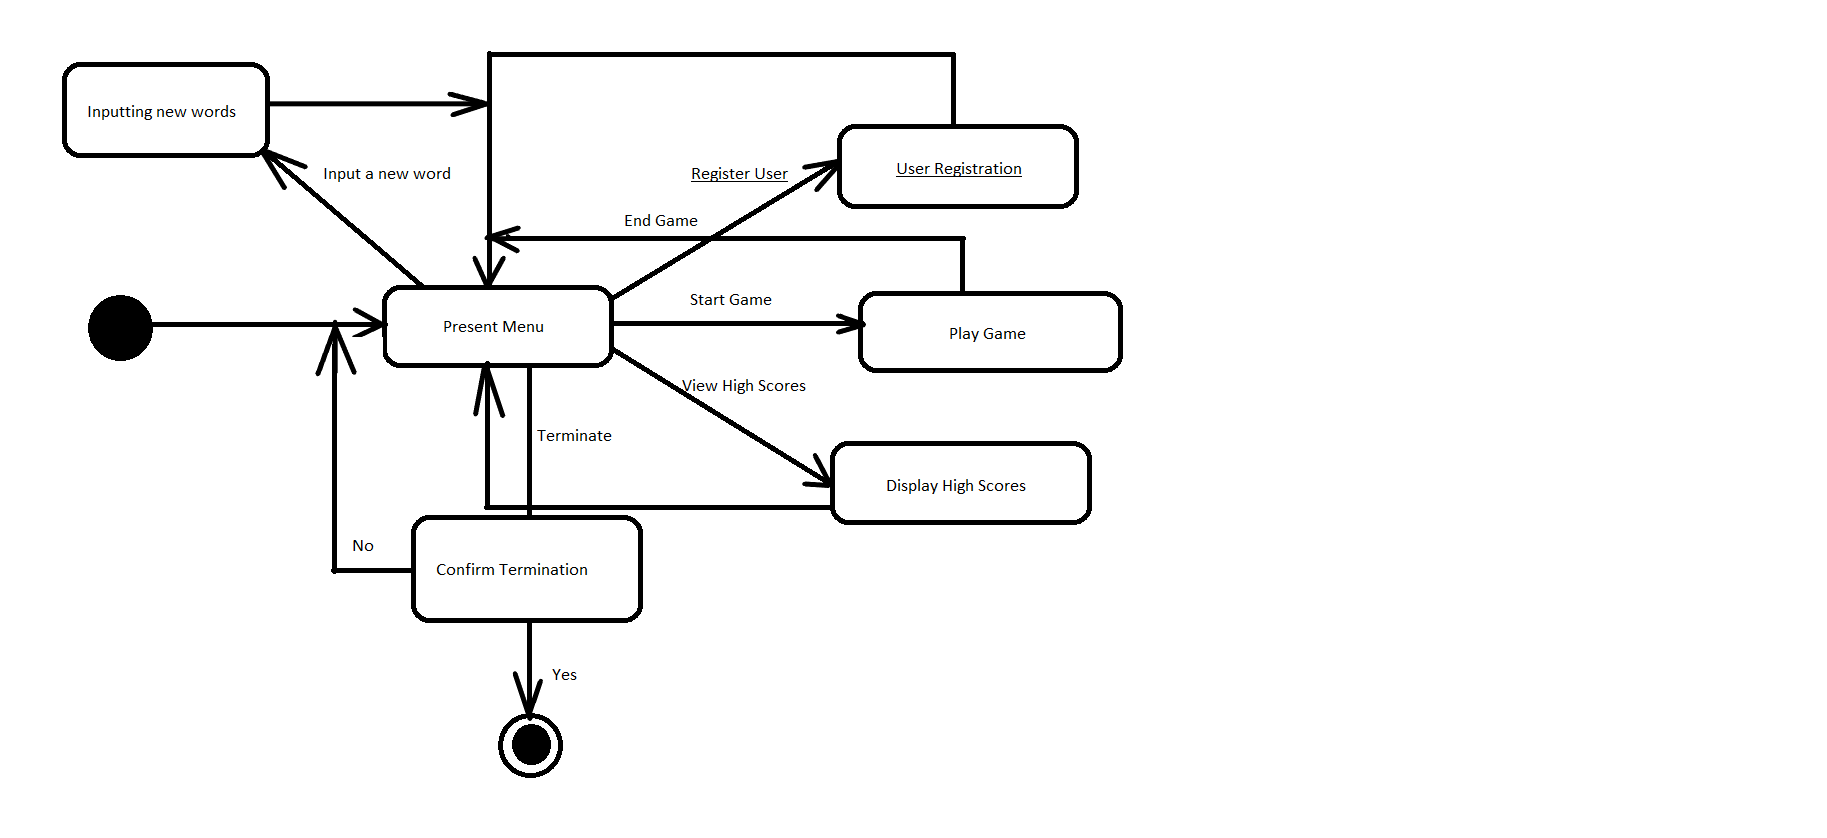 Inputting new words
Input a new word
Register User
User Registration
End Game
Start Game
Present Menu
Play Game
View High Scores
Terminate
Display High Scores
No
Confirm Termination
Yes